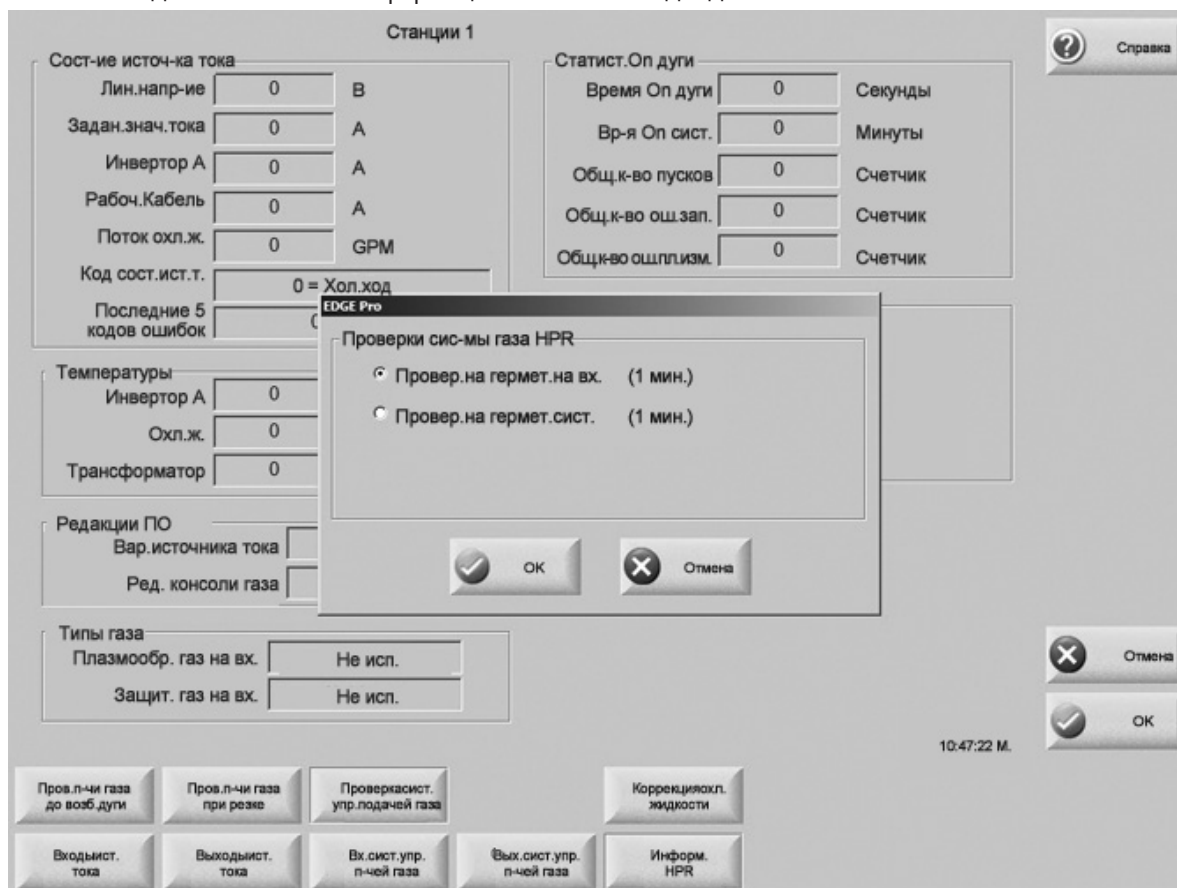 Станции 1
Справка
Сост-ие источ-ка тока
Лин.напр-ие 0 В
Задан.знач.тока 0 А
Инвертор А 0 А
Рабоч.Кабель 0 А
Поток охл.ж. 0 GPM
Код сост.ист.т. 0 = Хол.ход
Последние 5
кодов ошибок
Статист.Оп дуги
Время Оп дуги 0 Секунды
Вр-я Оп сист. 0 Минуты
Общ.к-во пусков 0 Счетчик
Общ.к-во ош.зап. 0 Счетчик
Общ.к-во ош.пл.изм. 0 Счетчик
EDGE Pro
Проверки сис-мы газа HPR
Провер.на гермет.на вх. (1 мин.)
Провер.на гермет.сист. (1 мин.)
OK
Отмена
Температуры
Инвертор А 0
Охл.ж. 0
Трансформатор 0
Редакции ПО
Вар.источника тока
Ред. консоли газа
Типы газа
Плазмообр. газ на вх. Не исп.
Защит. газ на вх. Не исп.
Отмена
OK
10:47:22 М.
Пров.п-чи газа
до возб.дуги
Пров.п-чи газа
при резке
Проверкасист.
упр.подачей газа
Коррекцияохл.
жидкости
Входыист.
тока
Выходыист.
тока
Вх.сист.упр.
п-чей газа
Вых.сист.упр.
п-чей газа
Информ.
HPR